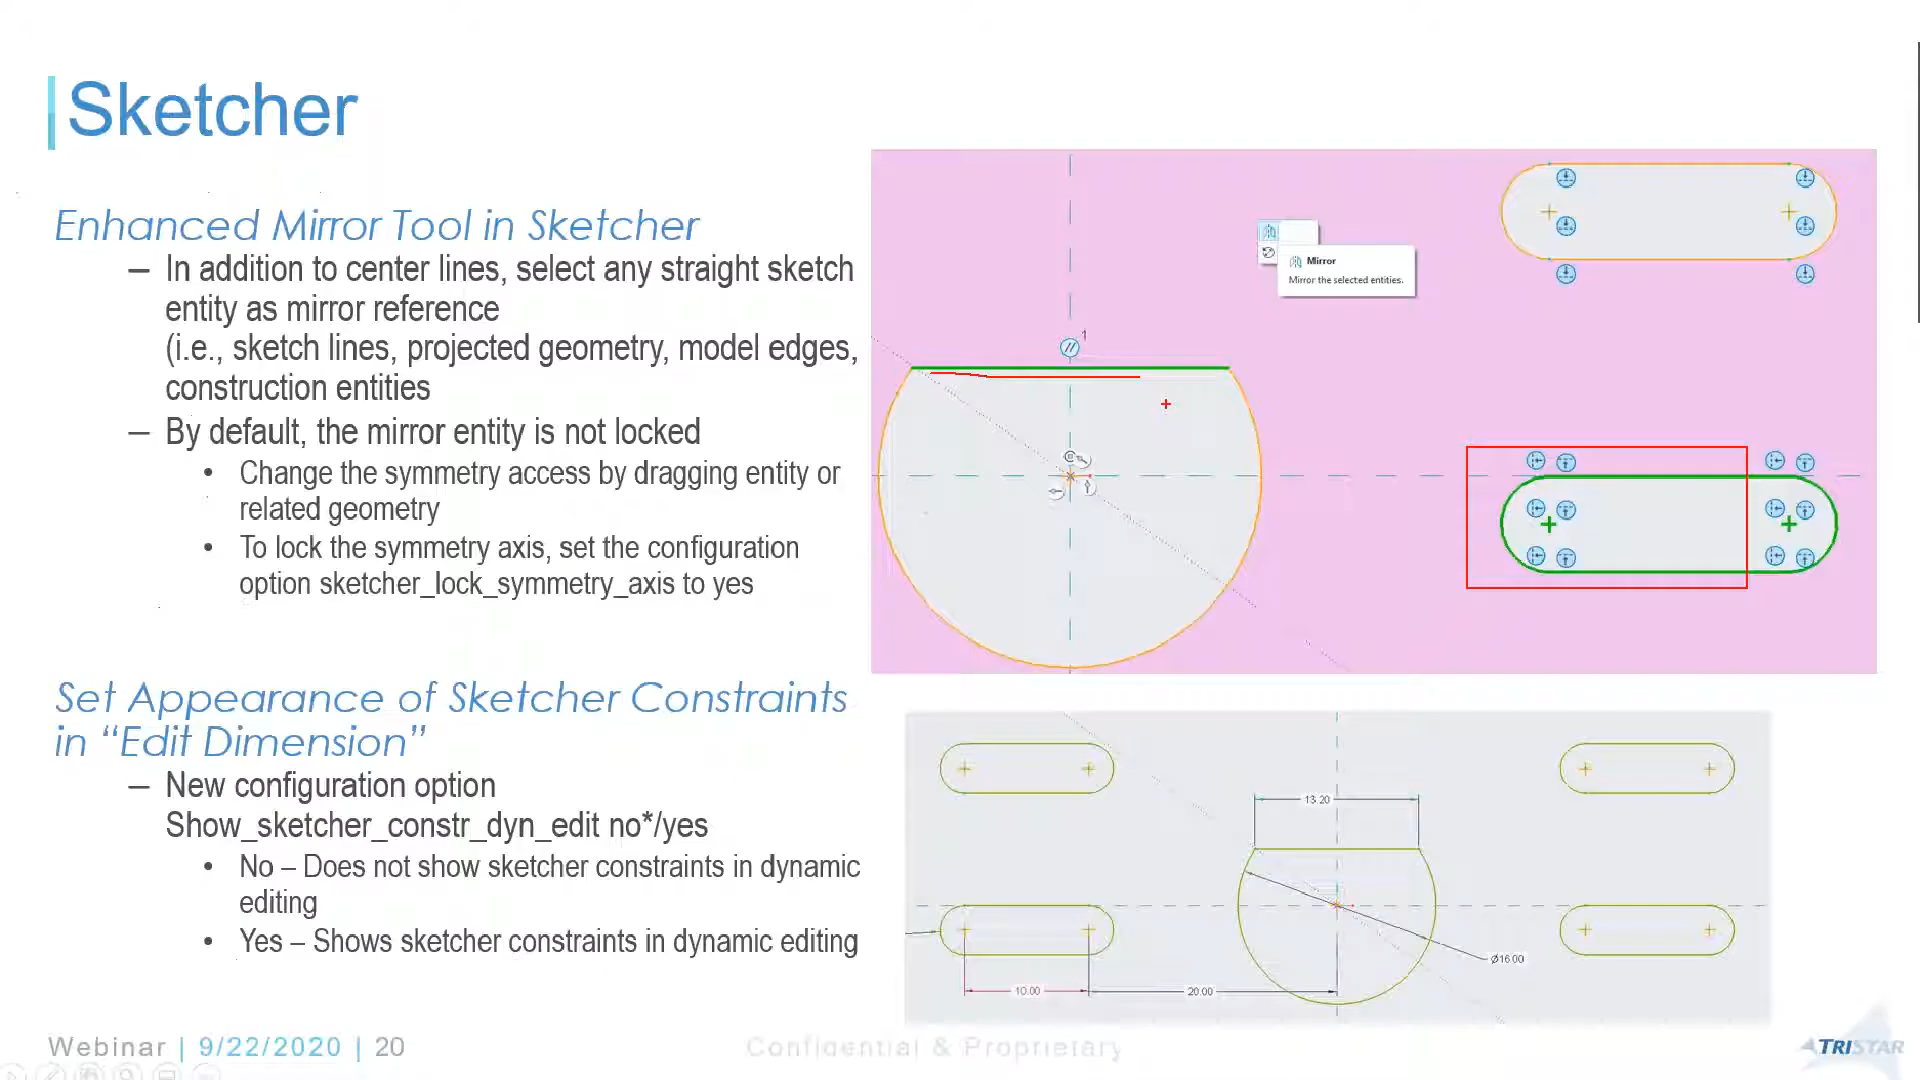 Sketcher
Enhanced Mirror Tool in Sketcher
– In addition to center lines, select any straight sketch
entity as mirror reference
(i.e., sketch lines, projected geometry, model edges,
construction entities
– By default, the mirror entity is not locked
• Change the symmetry access by dragging entity or
related geometry
• To lock the symmetry axis, set the configuration
option sketcher_lock_symmetry_axis to yes
Set Appearance of Sketcher Constraints
in “Edit Dimension”
– New configuration option
Show_sketcher_constr_dyn_edit no*/yes
• No – Does not show sketcher constraints in dynamic
editing
• Yes – Shows sketcher constraints in dynamic editing
Mirror
Mirror the selected entities.
1
13.20
Ø16.00
10.00
20.00
Webinar | 9/22/2020 | 20
Confidential & Proprietary
TRISTAR